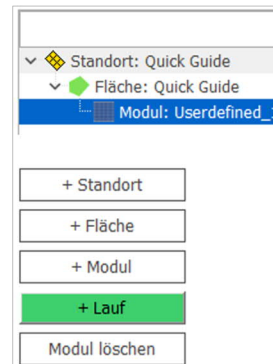 Standort: Quick Guide
Fläche: Quick Guide
Modul: Userdefined_
+ Standort
+ Fläche
+ Modul
+ Lauf
Modul löschen